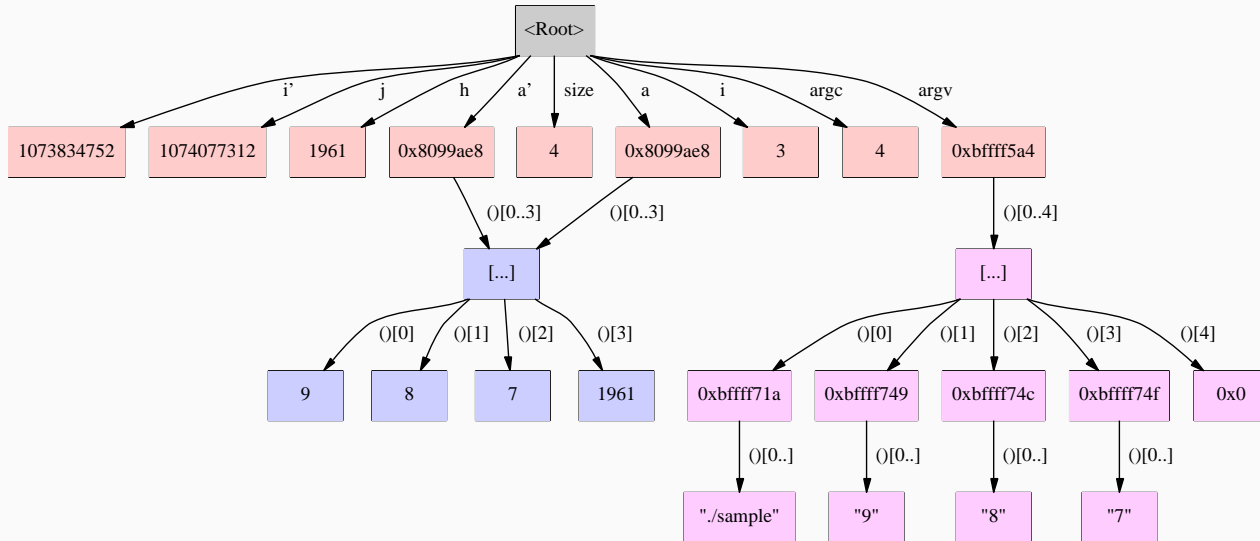 <Root>
i’ j h a’ size a i argc argv
1073834752 1074077312 1961 0x8099ae8 4 0x8099ae8 3 4 0xbffff5a4
()[0..3] ()[0..3] ()[0..4]
[...] [...]
()[0] ()[1] ()[2] ()[3] ()[0] ()[1] ()[2] ()[3] ()[4]
9 8 7 1961 0xbffff71a 0xbffff749 0xbffff74c 0xbffff74f 0x0
()[0..] ()[0..] ()[0..] ()[0..]
"./sample" "9" "8" "7"